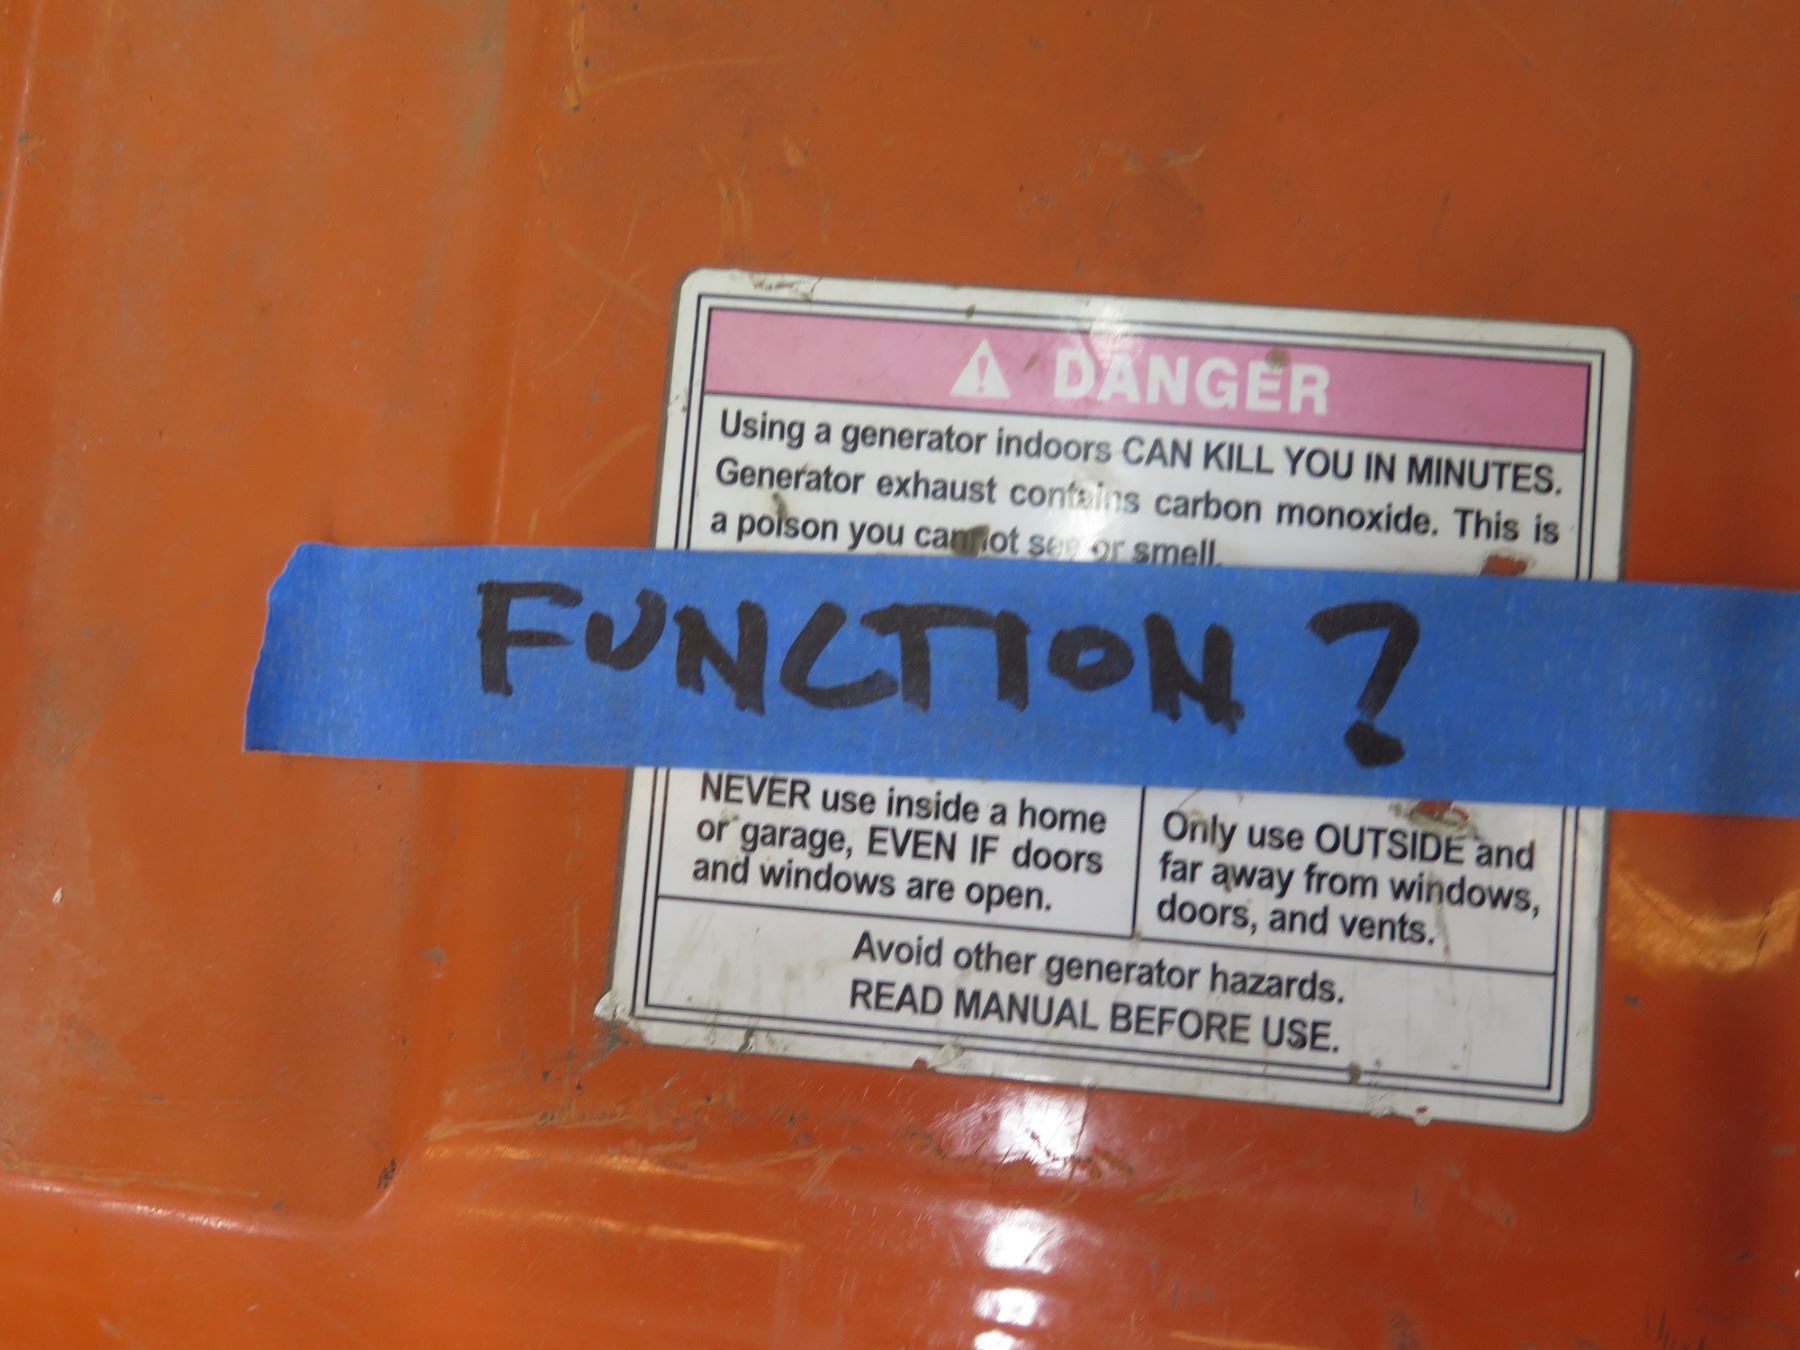 DANGER
Using a generator indoors CAN KILL YOU IN MINUTES.
Generator exhaust contains carbon monoxide. This is
a poison you cannot see or smell.
FUNCTION?
NEVER use inside a home
or garage, EVEN IF doors
and windows are open.
Only use OUTSIDE and
far away from windows,
doors, and vents.
Avoid other generator hazards.
READ MANUAL BEFORE USE.